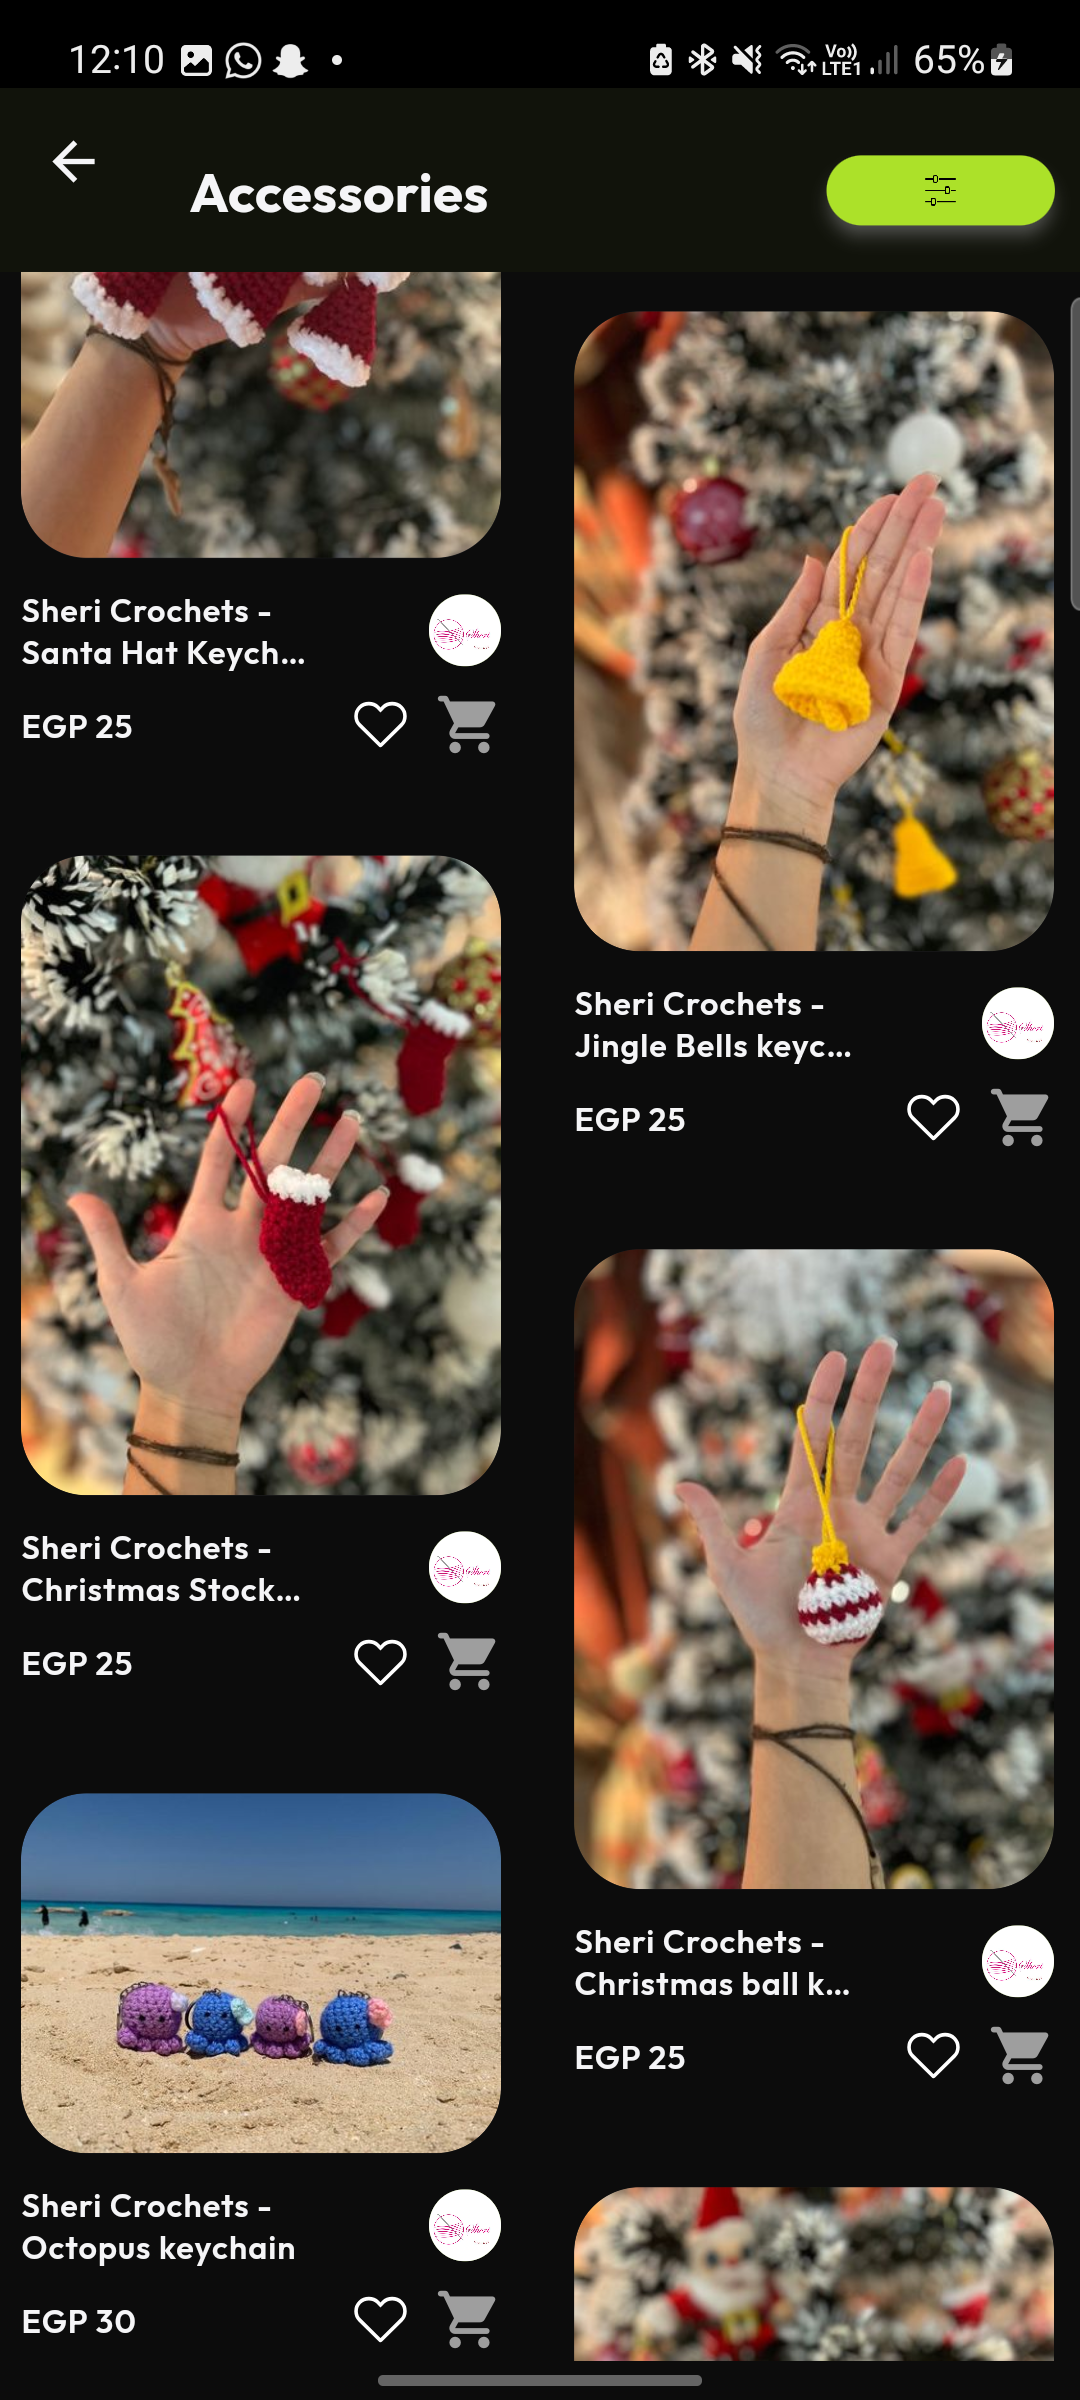 12:10
Vo))
LTE1
65%
Accessories
Sheri Crochets -
Santa Hat Keych...
EGP 25
Sheri Crochets -
Jingle Bells keyc...
EGP 25
Sheri Crochets -
Christmas Stock...
EGP 25
Sheri Crochets -
Christmas ball k...
EGP 25
Sheri Crochets -
Octopus keychain
EGP 30